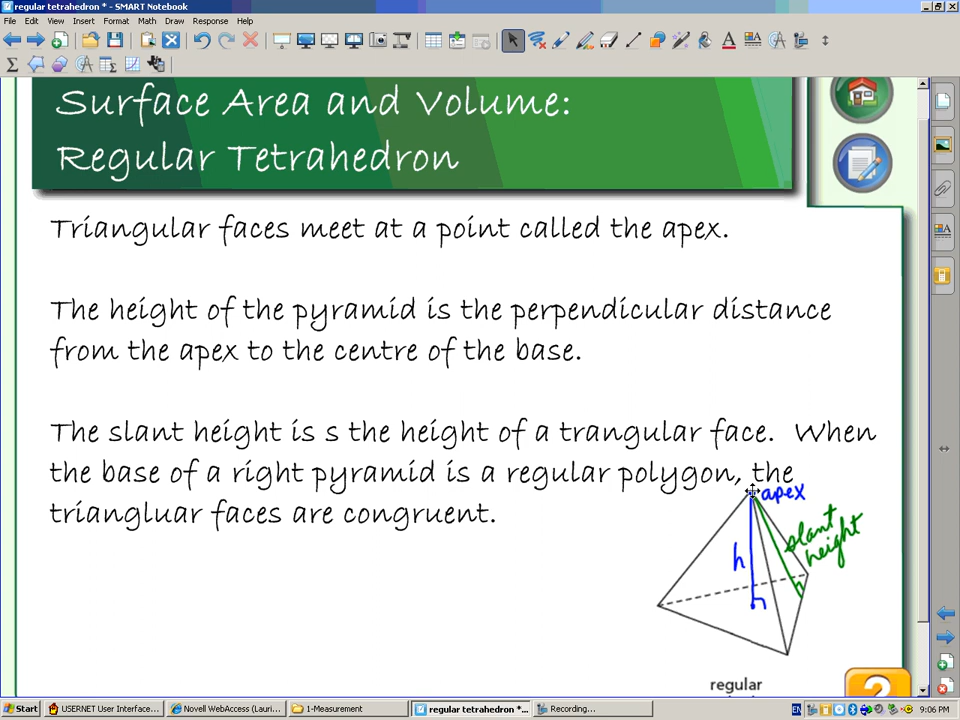 regular tetrahedron * - SMART Notebook
File Edit View Insert Format Math Draw Response Help
Surface Area and Volume:
Regular Tetrahedron
Triangular faces meet at a point called the apex.
The height of the pyramid is the perpendicular distance
from the apex to the centre of the base.
The slant height is s the height of a trangular face. When
the base of a right pyramid is a regular polygon, the
triangluar faces are congruent.
apex
slant
height
h
regular
Start USERNET User Interface... Novell WebAccess (Lauri... 1-Measurement regular tetrahedron *... Recording... EN 9:06 PM